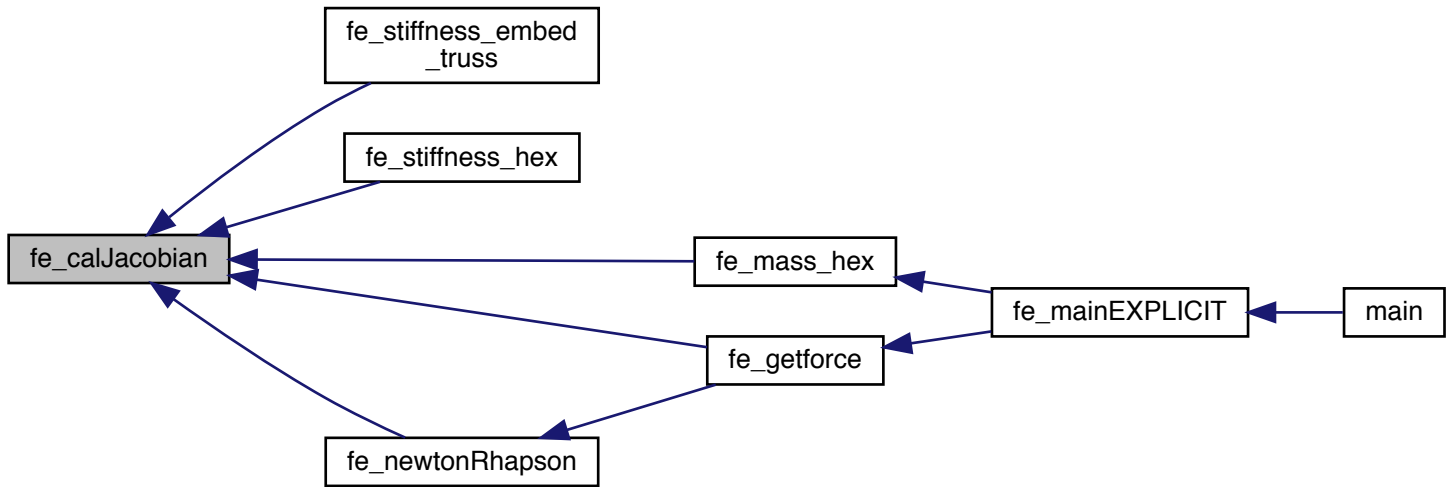 fe_stiffness_embed
_truss
fe_stiffness_hex
fe_calJacobian
fe_mass_hex
fe_mainEXPLICIT
main
fe_getforce
fe_newtonRhapson